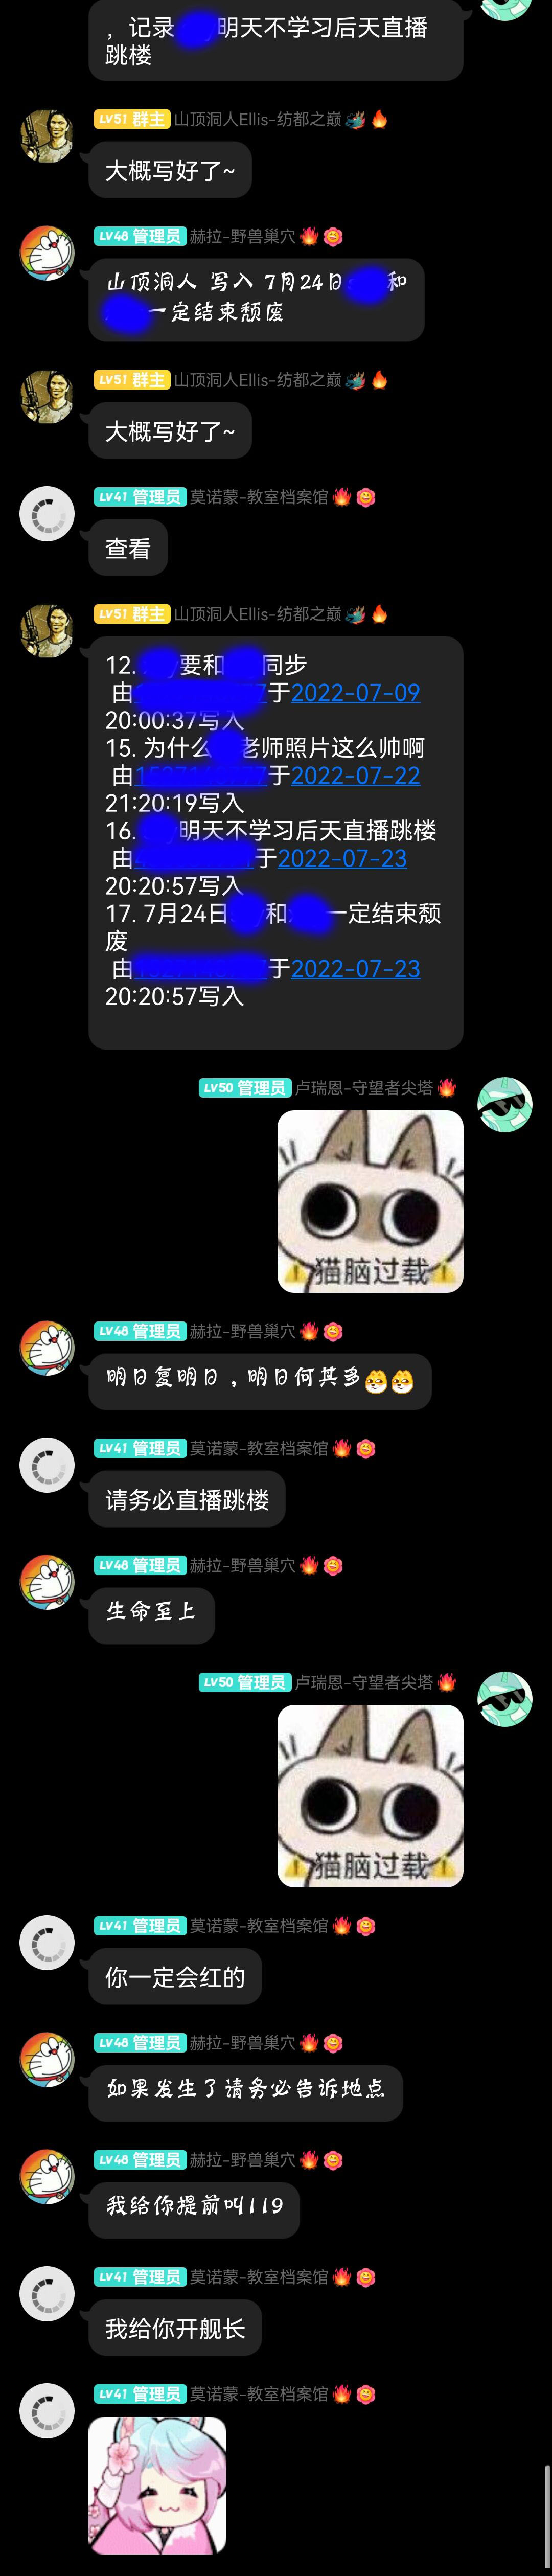 ，记录 明天不学习后天直播
跳楼
LV51 群主 山顶洞人Ellis-纺都之巅
大概写好了~
LV48 管理员 赫拉-野兽巢穴
山顶洞人 写入 7月24日 和
一定结束颓废
LV51 群主 山顶洞人Ellis-纺都之巅
大概写好了~
LV41 管理员 莫诺蒙-教室档案馆
查看
LV51 群主 山顶洞人Ellis-纺都之巅
12. 要和 同步
由 于2022-07-09
20:00:37写入
15. 为什么 老师照片这么帅啊
由 于2022-07-22
21:20:19写入
16. 明天不学习后天直播跳楼
由 于2022-07-23
20:20:57写入
17. 7月24日 和 一定结束颓
废
由 于2022-07-23
20:20:57写入
LV50 管理员 卢瑞恩-守望者尖塔
猫脑过载
LV48 管理员 赫拉-野兽巢穴
明日复明日，明日何其多
LV41 管理员 莫诺蒙-教室档案馆
请务必直播跳楼
LV48 管理员 赫拉-野兽巢穴
生命至上
LV50 管理员 卢瑞恩-守望者尖塔
猫脑过载
LV41 管理员 莫诺蒙-教室档案馆
你一定会红的
LV48 管理员 赫拉-野兽巢穴
如果发生了请务必告诉地点
LV48 管理员 赫拉-野兽巢穴
我给你提前叫119
LV41 管理员 莫诺蒙-教室档案馆
我给你开舰长
LV41 管理员 莫诺蒙-教室档案馆